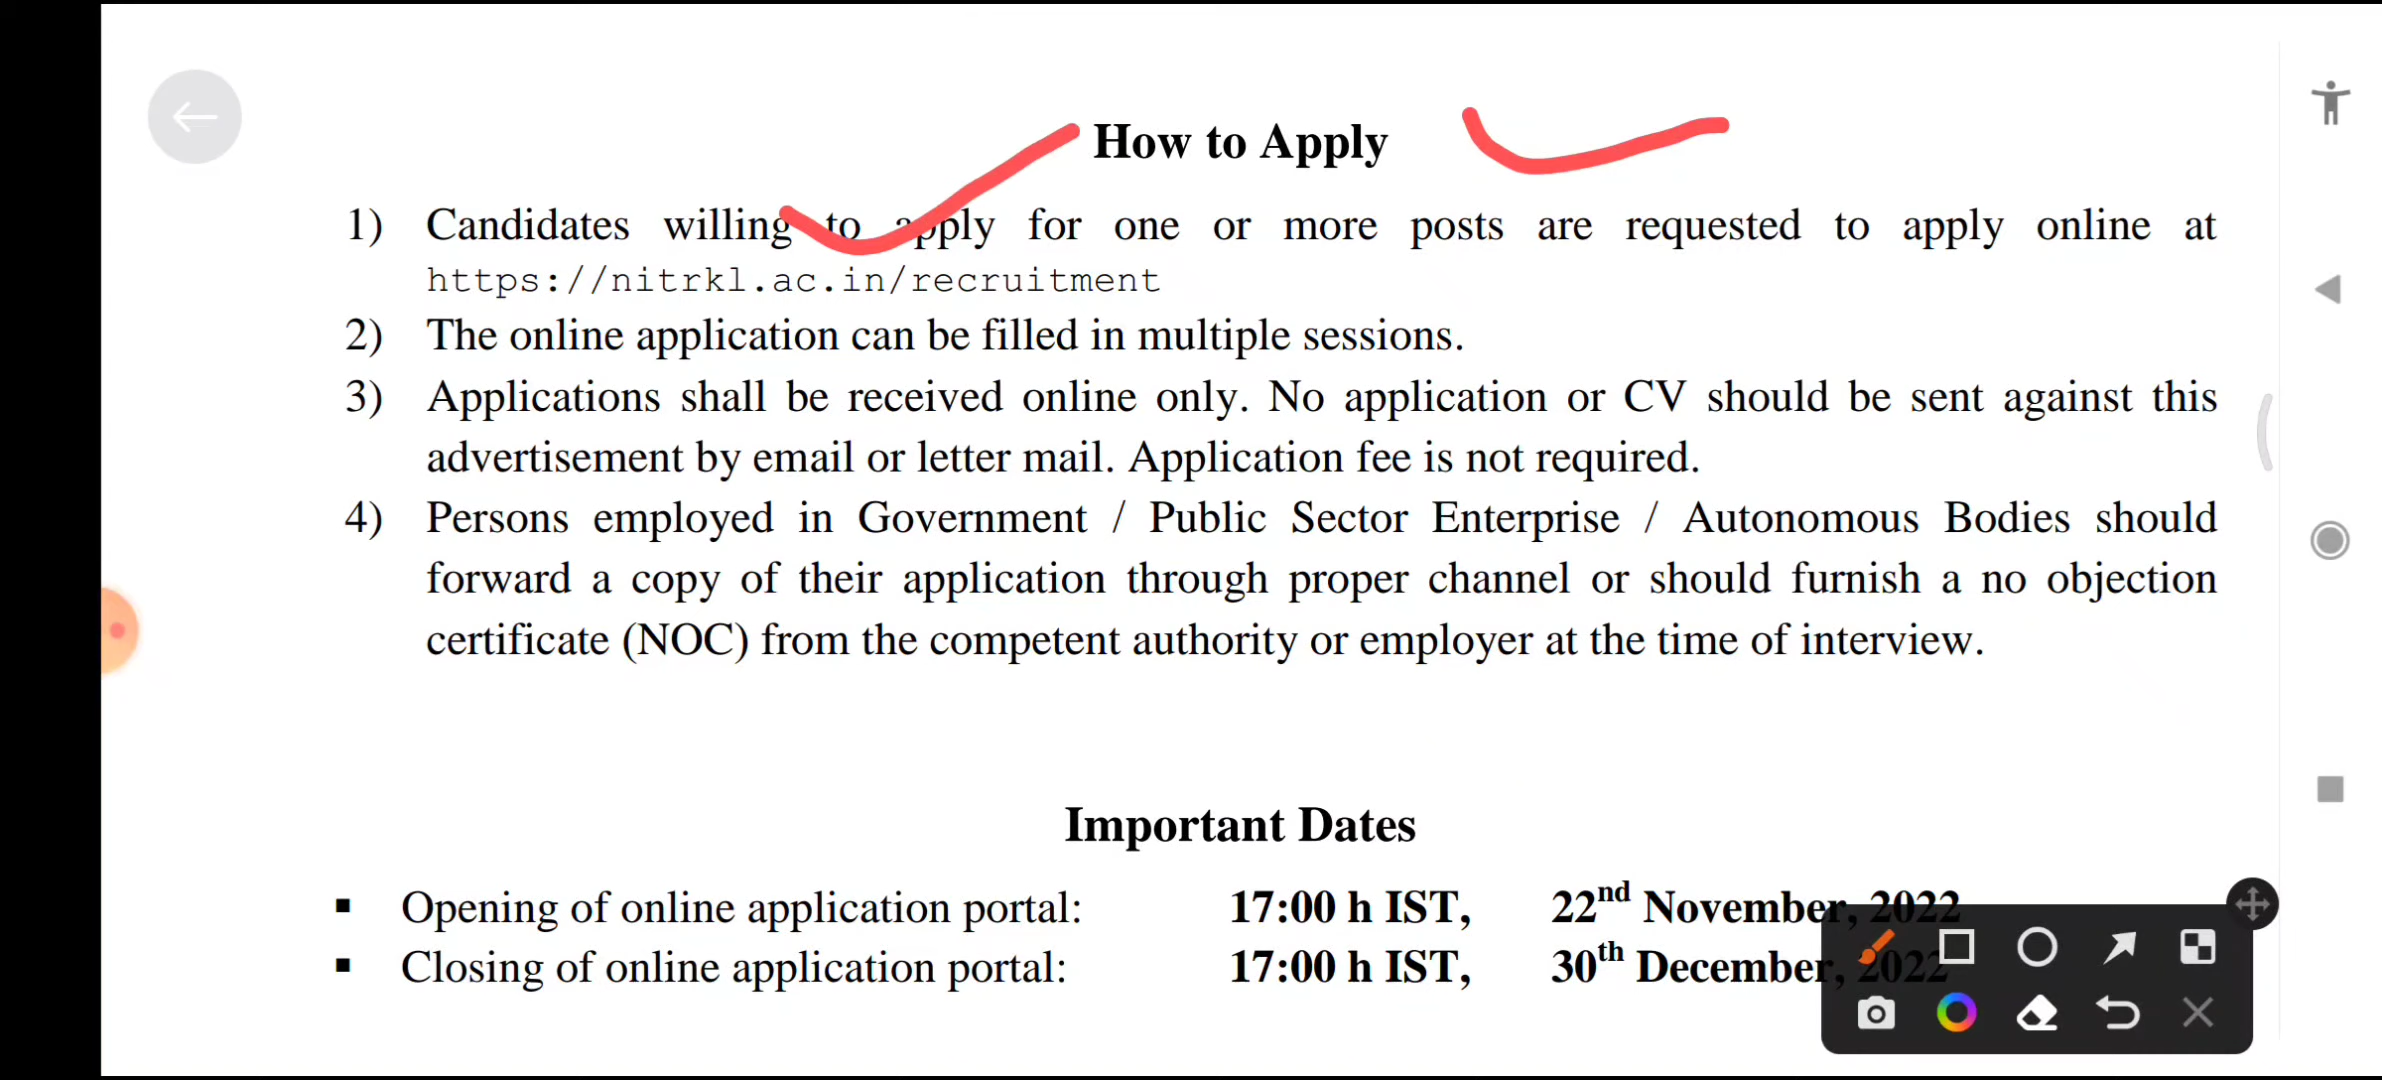 How to Apply
1) Candidates willing to apply for one or more posts are requested to apply online at
https://nitrkl.ac.in/recruitment
2) The online application can be filled in multiple sessions.
3) Applications shall be received online only. No application or CV should be sent against this
advertisement by email or letter mail. Application fee is not required.
4) Persons employed in Government / Public Sector Enterprise / Autonomous Bodies should
forward a copy of their application through proper channel or should furnish a no objection
certificate (NOC) from the competent authority or employer at the time of interview.
Important Dates
▪ Opening of online application portal: 17:00 h IST, 22nd November, 2022
▪ Closing of online application portal: 17:00 h IST, 30th December, 2022